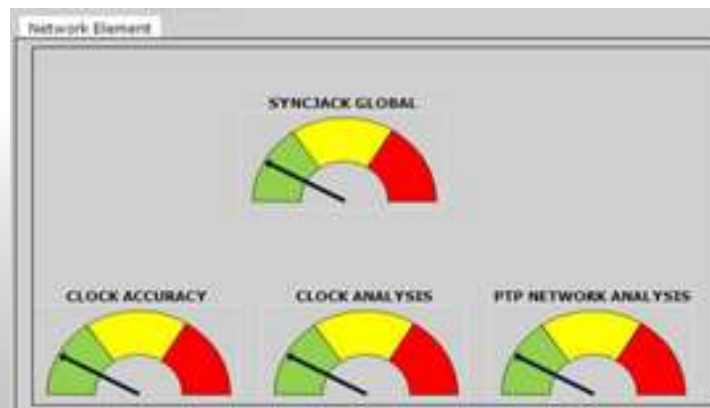 Network Element
SYNCJACK GLOBAL
CLOCK ACCURACY
CLOCK ANALYSIS
PTP NETWORK ANALYSIS